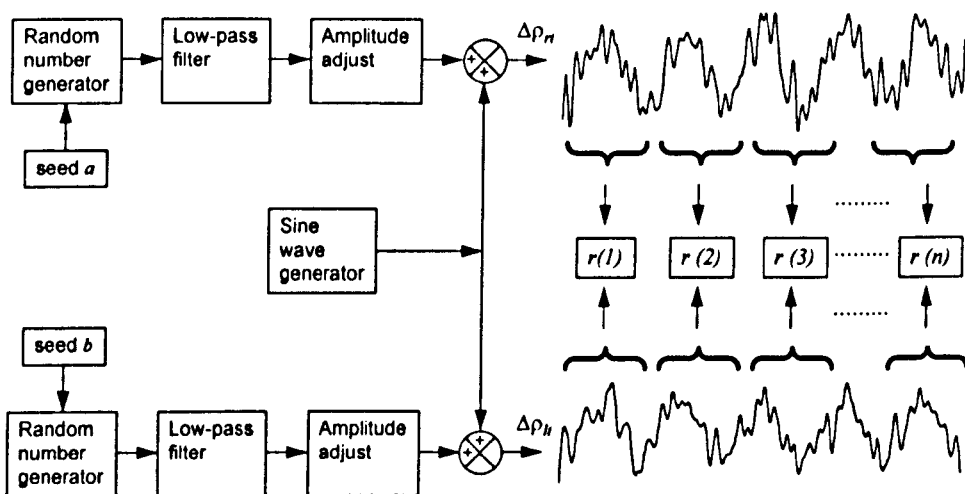 Random
number
generator
Low-pass
filter
Amplitude
adjust
+
+
Δρrl
seed a
Sine
wave
generator
r(1)
r (2)
r (3)
r (n)
seed b
Random
number
generator
Low-pass
filter
Amplitude
adjust
+
+
Δρll